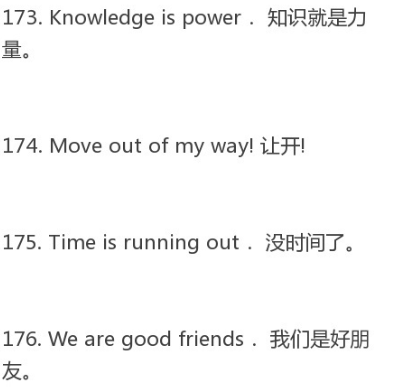 173. Knowledge is power． 知识就是力
量。
174. Move out of my way! 让开!
175. Time is running out． 没时间了。
176. We are good friends． 我们是好朋
友。